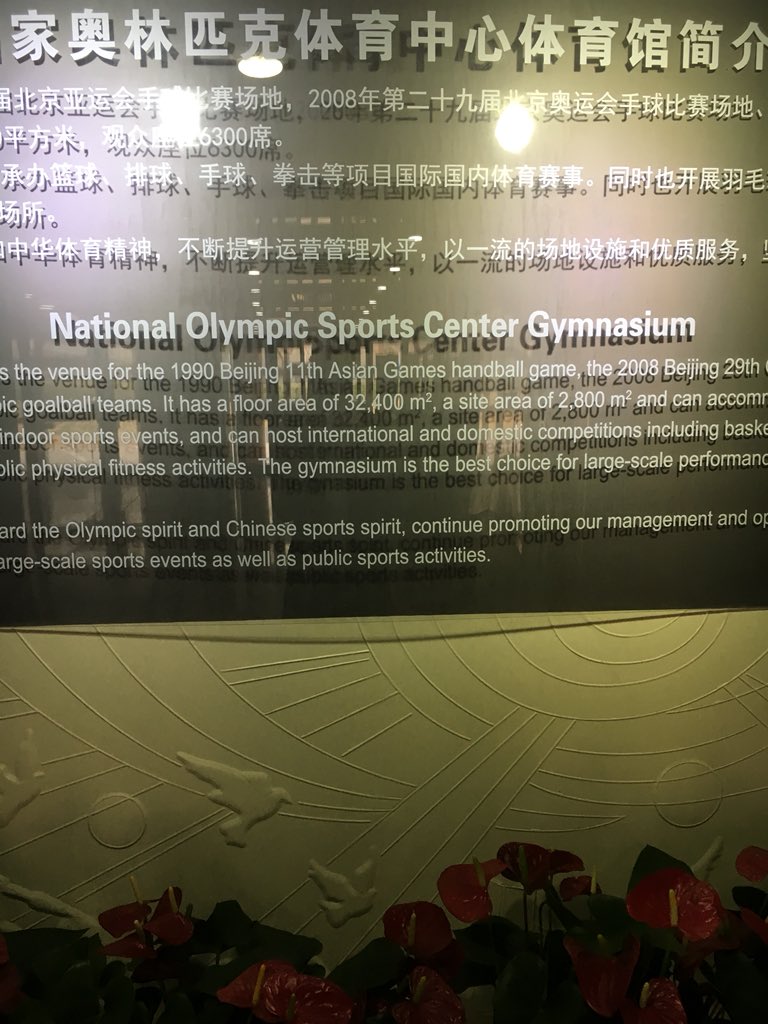 家奥林匹克体育中心体育馆简介
届北京亚运会手球比赛场地，2008年第二十九届北京奥运会手球比赛场地、
0平方米，观众座位6300席。
承办篮球、排球、手球、拳击等项目国际国内体育赛事。同时也开展羽毛
场所。
和中华体育精神，不断提升运营管理水平，以一流的场地设施和优质服务，
National Olympic Sports Center Gymnasium
s the venue for the 1990 Beijing 11th Asian Games handball game, the 2008 Beijing 29th
ic goalball teams. It has a floor area of 32,400 m², a site area of 2,800 m² and can accomm
indoor sports events, and can host international and domestic competitions including baske
blic physical fitness activities. The gymnasium is the best choice for large-scale performanc
ard the Olympic spirit and Chinese sports spirit, continue promoting our management and op
arge-scale sports events as well as public sports activities.